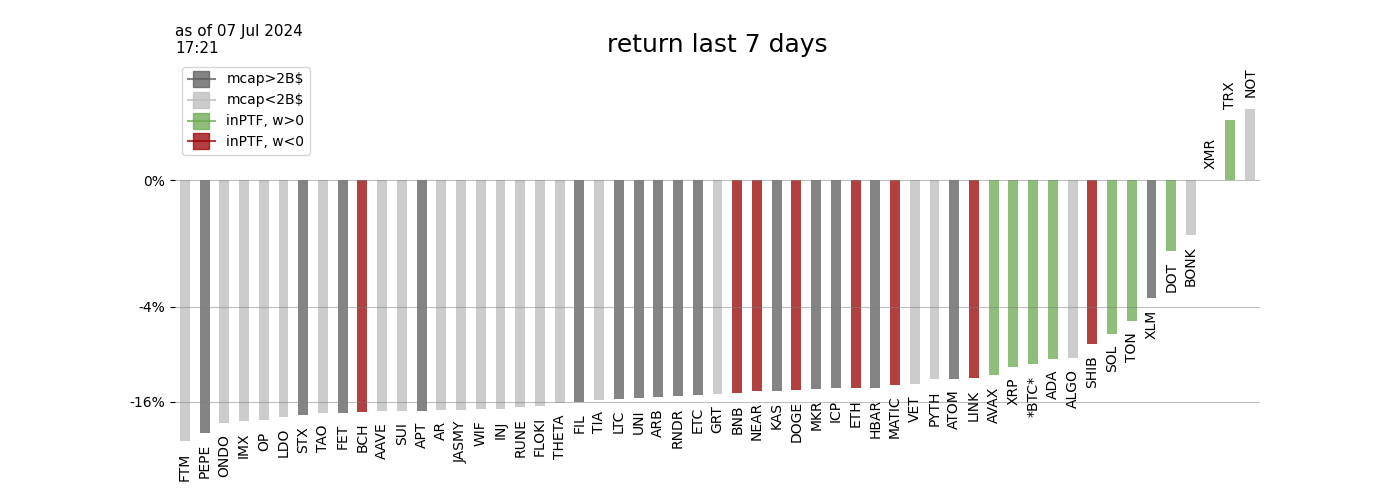 as of 07 Jul 2024
17:21
return last 7 days
mcap>2B$
mcap<2B$
inPTF, w>0
inPTF, w<0
0%
-4%
-16%
FTM
PEPE
ONDO
IMX
OP
LDO
STX
TAO
FET
BCH
AAVE
SUI
APT
AR
JASMY
WIF
INJ
RUNE
FLOKI
THETA
FIL
TIA
LTC
UNI
ARB
RNDR
ETC
GRT
BNB
NEAR
KAS
DOGE
MKR
ICP
ETH
HBAR
MATIC
VET
PYTH
ATOM
LINK
AVAX
XRP
*BTC*
ADA
ALGO
SHIB
SOL
TON
XLM
DOT
BONK
XMR
TRX
NOT